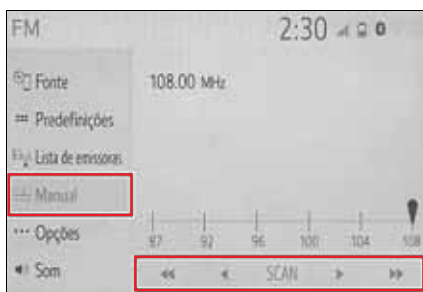 FM 2:30
Fonte 108.00 MHz
Predefinições
Lista de emissoras
Manual
Opções 87 92 96 100 104 108
Som SCAN